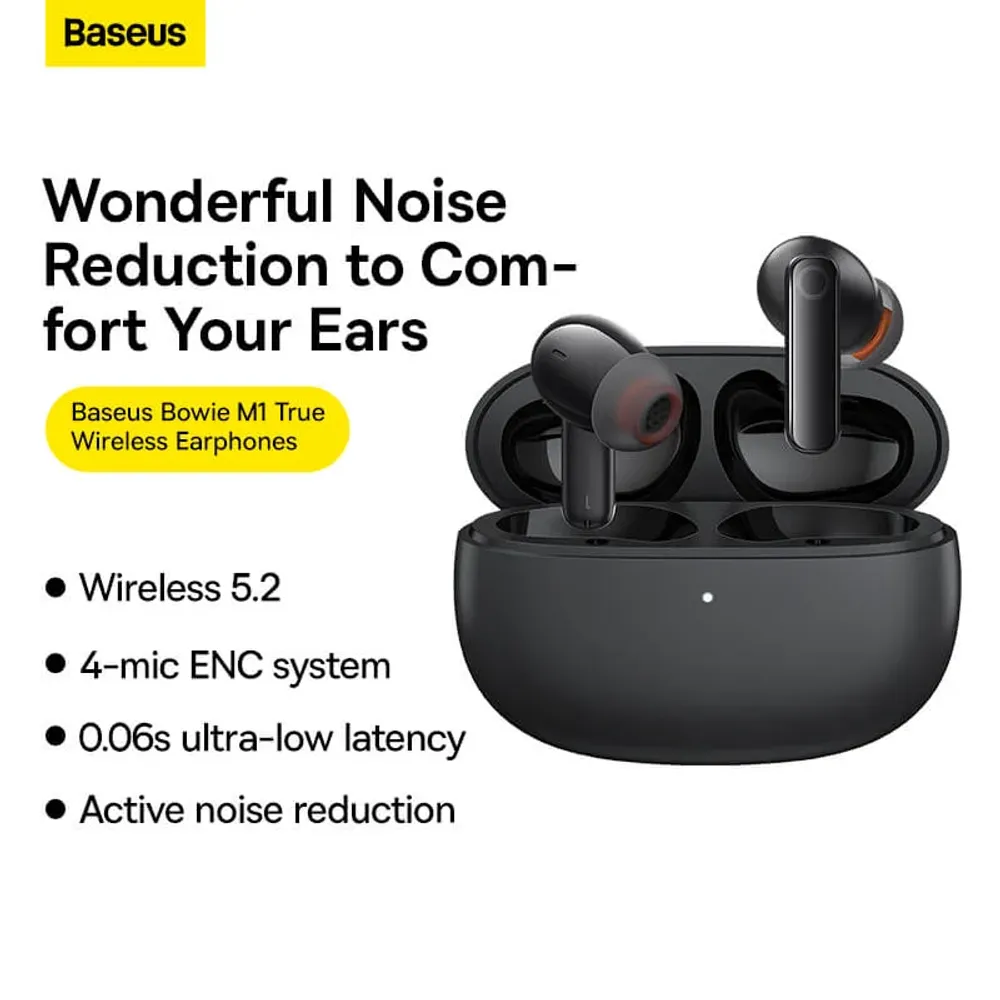 Baseus
Wonderful Noise
Reduction to Com-
fort Your Ears
Baseus Bowie M1 True
Wireless Earphones
● Wireless 5.2
● 4-mic ENC system
● 0.06s ultra-low latency
● Active noise reduction
L